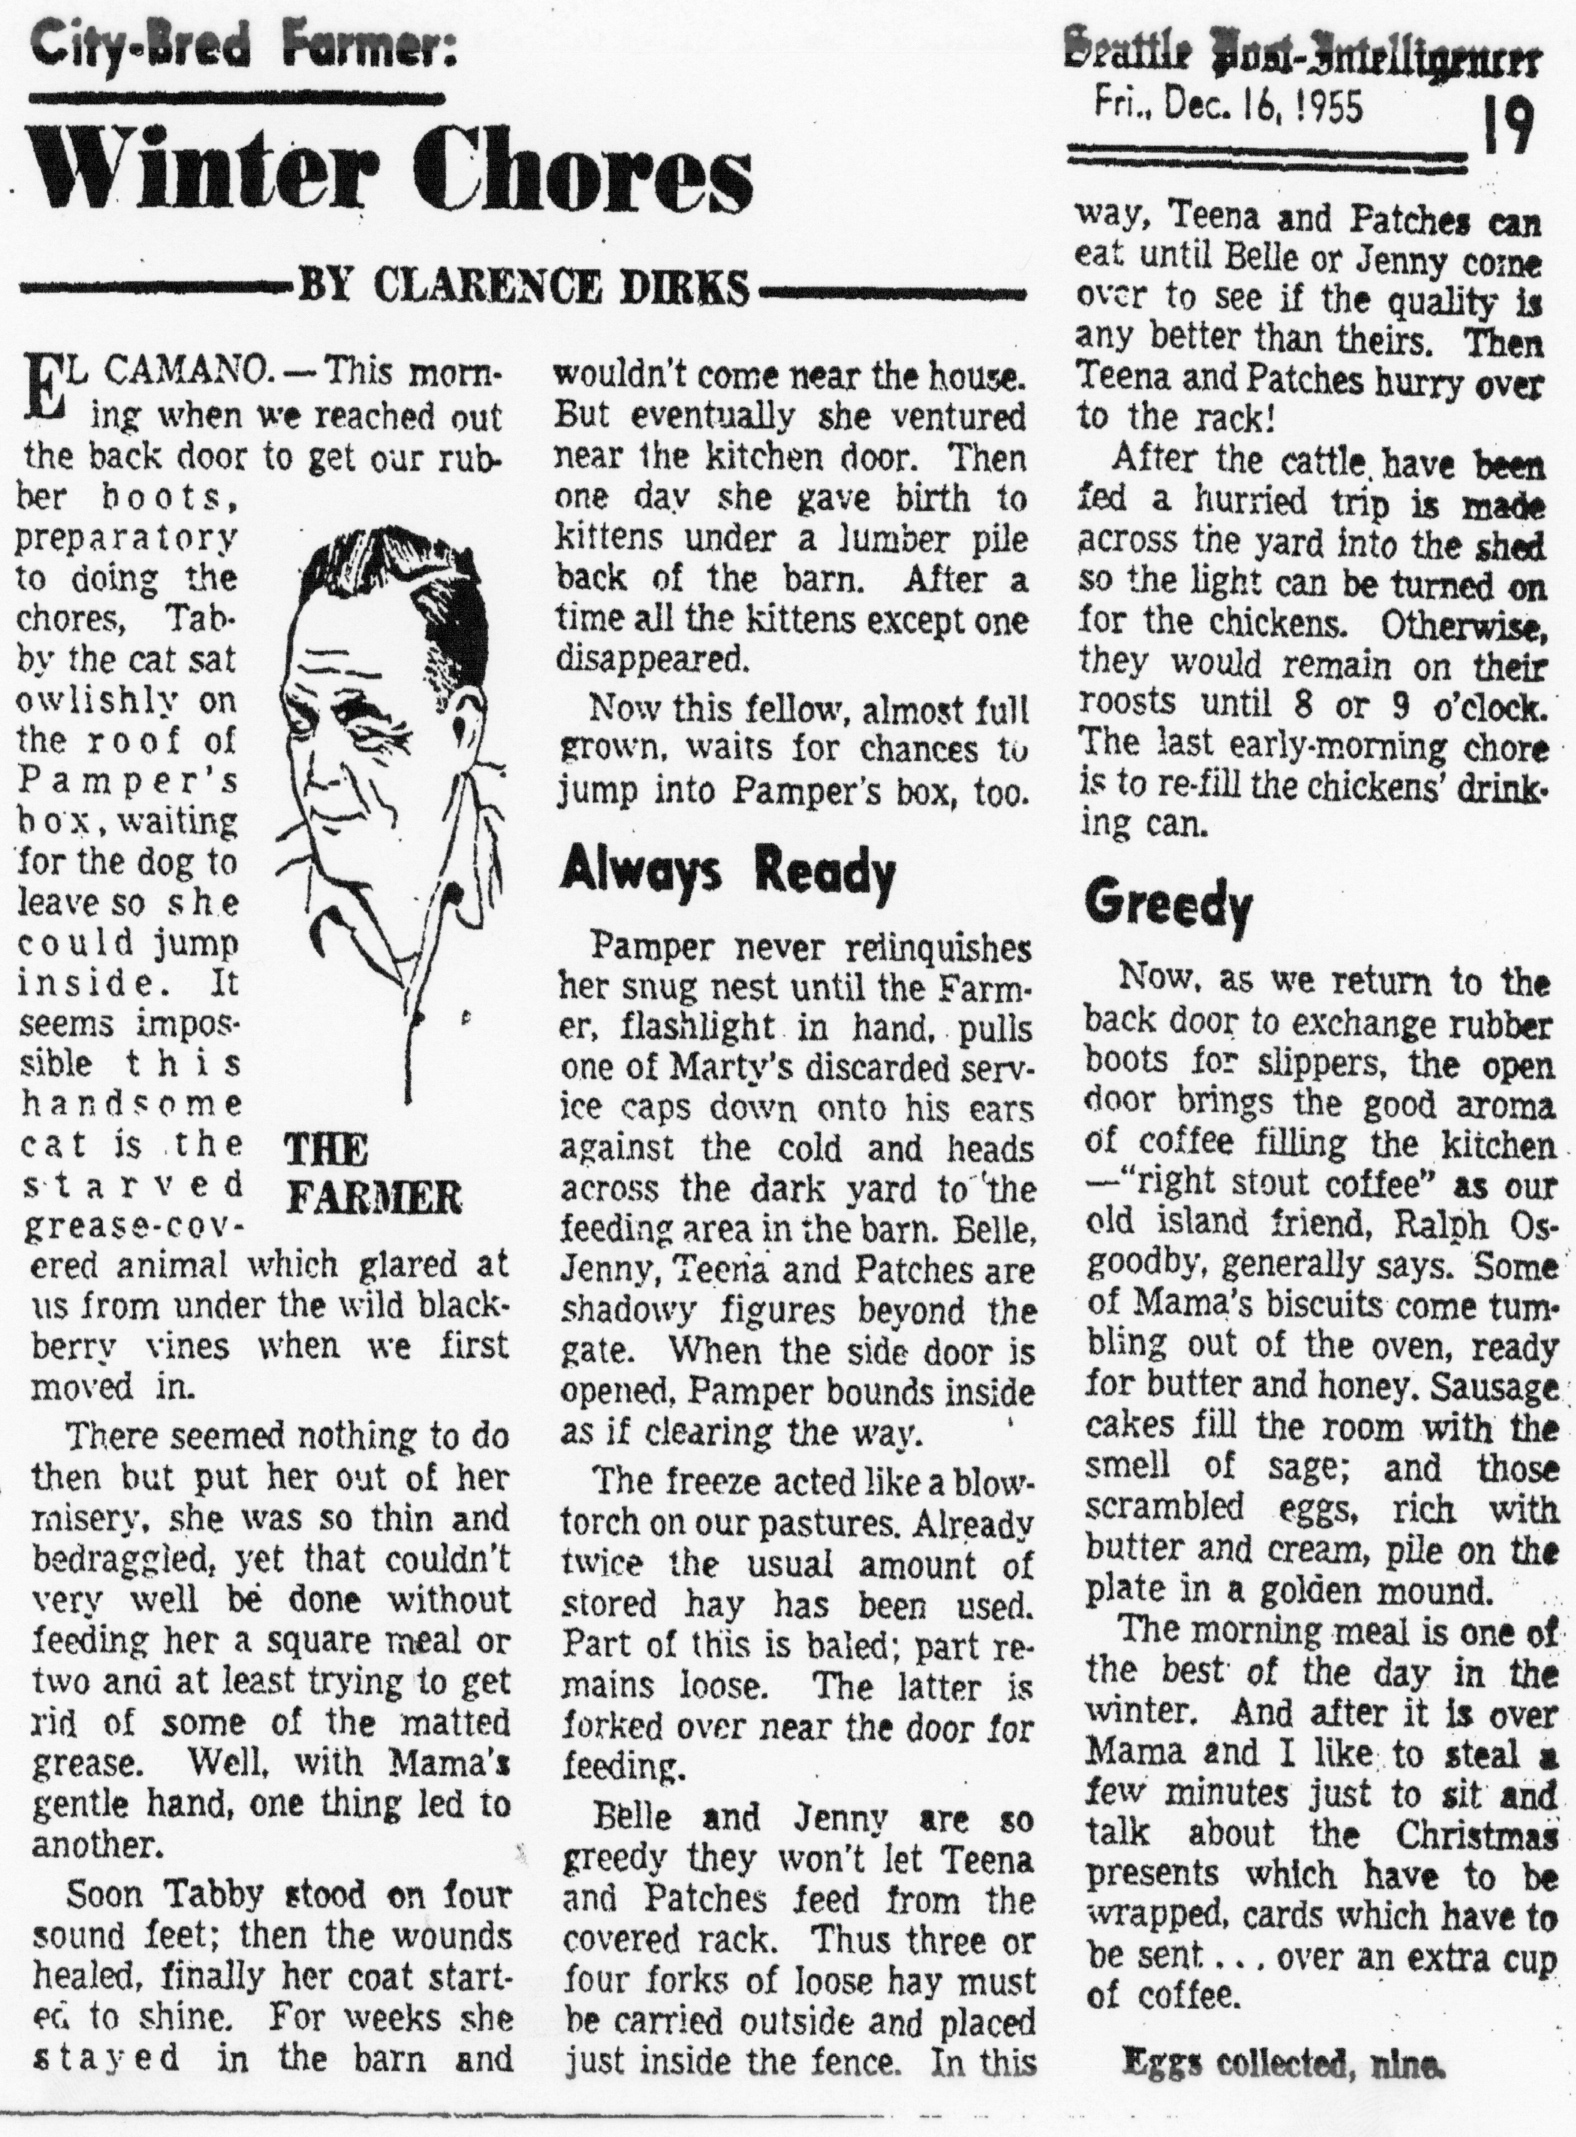 City-Bred Farmer:
Winter Chores
BY CLARENCE DIRKS
EL CAMANO.—This morn-
ing when we reached out
the back door to get our rub-
ber boots,
preparatory
to doing the
chores, Tab-
by the cat sat
owlishly on
the roof of
Pamper's
box, waiting
for the dog to
leave so she
could jump
inside. It
seems impos-
sible this
handsome
cat is the
starved
grease-cov-
ered animal which glared at
us from under the wild black-
berry vines when we first
moved in.
THE
FARMER
There seemed nothing to do
then but put her out of her
misery, she was so thin and
bedraggled, yet that couldn't
very well be done without
feeding her a square meal or
two and at least trying to get
rid of some of the matted
grease. Well, with Mama's
gentle hand, one thing led to
another.
Soon Tabby stood on four
sound feet; then the wounds
healed, finally her coat start-
ed to shine. For weeks she
stayed in the barn and
wouldn't come near the house.
But eventually she ventured
near the kitchen door. Then
one day she gave birth to
kittens under a lumber pile
back of the barn. After a
time all the kittens except one
disappeared.
Now this fellow, almost full
grown, waits for chances to
jump into Pamper's box, too.
Always Ready
Pamper never relinquishes
her snug nest until the Farm-
er, flashlight in hand, pulls
one of Marty's discarded serv-
ice caps down onto his ears
against the cold and heads
across the dark yard to the
feeding area in the barn. Belle,
Jenny, Teena and Patches are
shadowy figures beyond the
gate. When the side door is
opened, Pamper bounds inside
as if clearing the way.
The freeze acted like a blow-
torch on our pastures. Already
twice the usual amount of
stored hay has been used.
Part of this is baled; part re-
mains loose. The latter is
forked over near the door for
feeding.
Belle and Jenny are so
greedy they won't let Teena
and Patches feed from the
covered rack. Thus three or
four forks of loose hay must
be carried outside and placed
just inside the fence. In this
Seattle Post-Intelligencer
Fri., Dec. 16, 1955 19
way, Teena and Patches can
eat until Belle or Jenny come
over to see if the quality is
any better than theirs. Then
Teena and Patches hurry over
to the rack!
After the cattle have been
fed a hurried trip is made
across the yard into the shed
so the light can be turned on
for the chickens. Otherwise,
they would remain on their
roosts until 8 or 9 o'clock.
The last early-morning chore
is to re-fill the chickens' drink-
ing can.
Greedy
Now, as we return to the
back door to exchange rubber
boots for slippers, the open
door brings the good aroma
of coffee filling the kitchen
—"right stout coffee" as our
old island friend, Ralph Os-
goodby, generally says. Some
of Mama's biscuits come tum-
bling out of the oven, ready
for butter and honey. Sausage
cakes fill the room with the
smell of sage; and those
scrambled eggs, rich with
butter and cream, pile on the
plate in a golden mound.
The morning meal is one of
the best of the day in the
winter. And after it is over
Mama and I like to steal a
few minutes just to sit and
talk about the Christmas
presents which have to be
wrapped, cards which have to
be sent . . . over an extra cup
of coffee.
Eggs collected, nine.